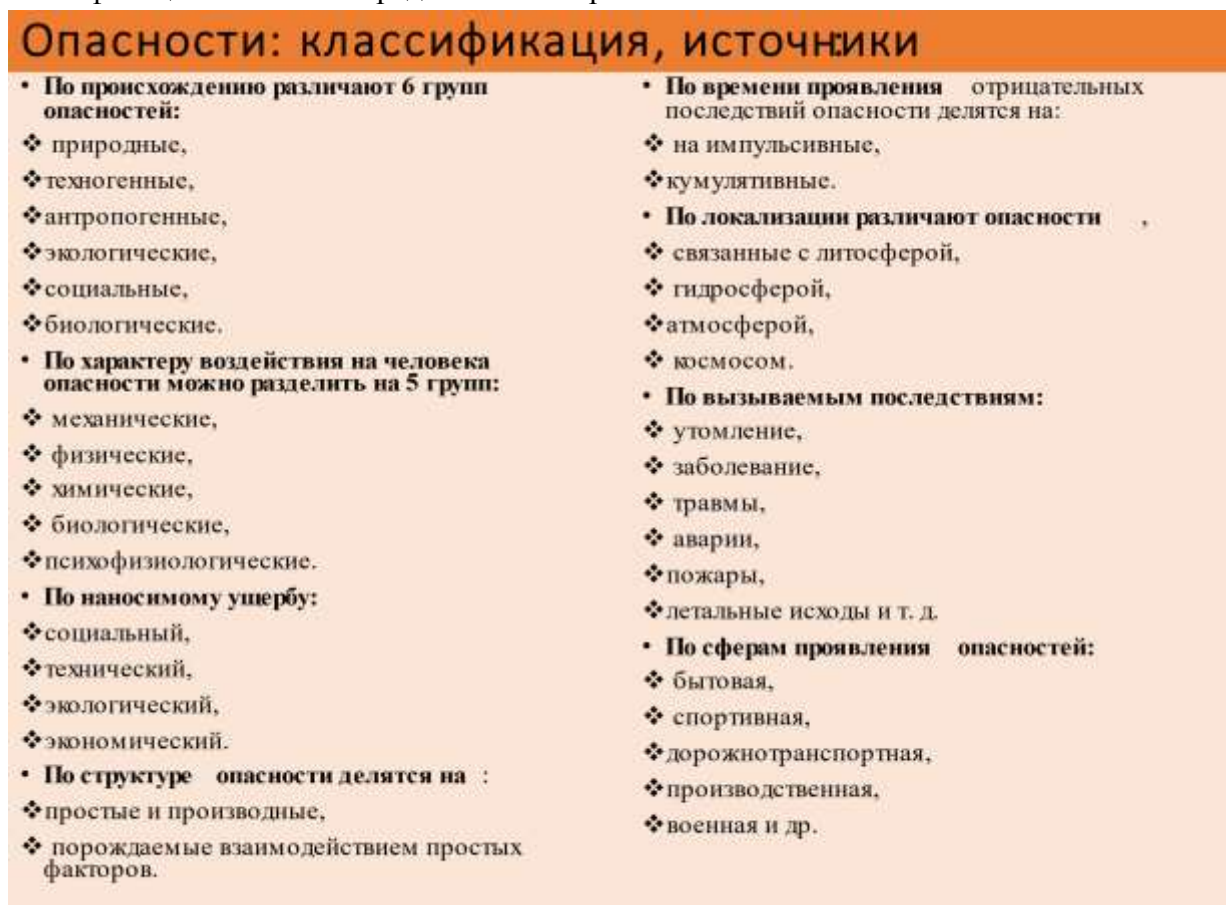 Опасности: классификация, источники
• По происхождению различают 6 групп
опасностей:
❖ природные,
❖техногенные,
❖антропогенные,
❖экологические,
❖социальные,
❖биологические.
• По характеру воздействия на человека
опасности можно разделить на 5 групп:
❖ механические,
❖ физические,
❖ химические,
❖ биологические,
❖психофизиологические.
• По наносимому ущербу:
❖социальный,
❖технический,
❖экологический,
❖экономический.
• По структуре опасности делятся на :
❖простые и производные,
❖ порождаемые взаимодействием простых
факторов.
• По времени проявления отрицательных
последствий опасности делятся на:
❖ на импульсивные,
❖кумулятивные.
• По локализации различают опасности ,
❖ связанные с литосферой,
❖ гидросферой,
❖атмосферой,
❖ космосом.
• По вызываемым последствиям:
❖ утомление,
❖ заболевание,
❖ травмы,
❖ аварии,
❖пожары,
❖летальные исходы и т. д.
• По сферам проявления опасностей:
❖ бытовая,
❖ спортивная,
❖дорожнотранспортная,
❖производственная,
❖военная и др.